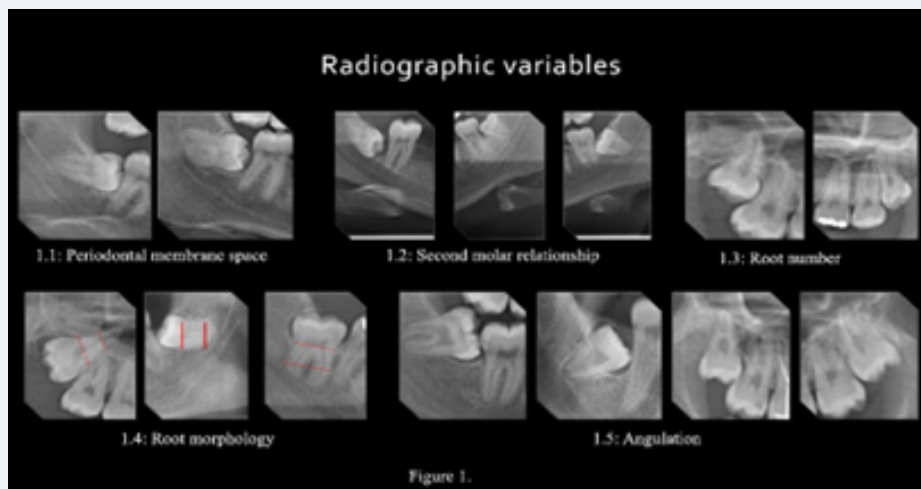 Radiographic variables
1.1: Periodontal membrane space
1.2: Second molar relationship
1.3: Root number
1.4: Root morphology
1.5: Angulation
Figure 1.